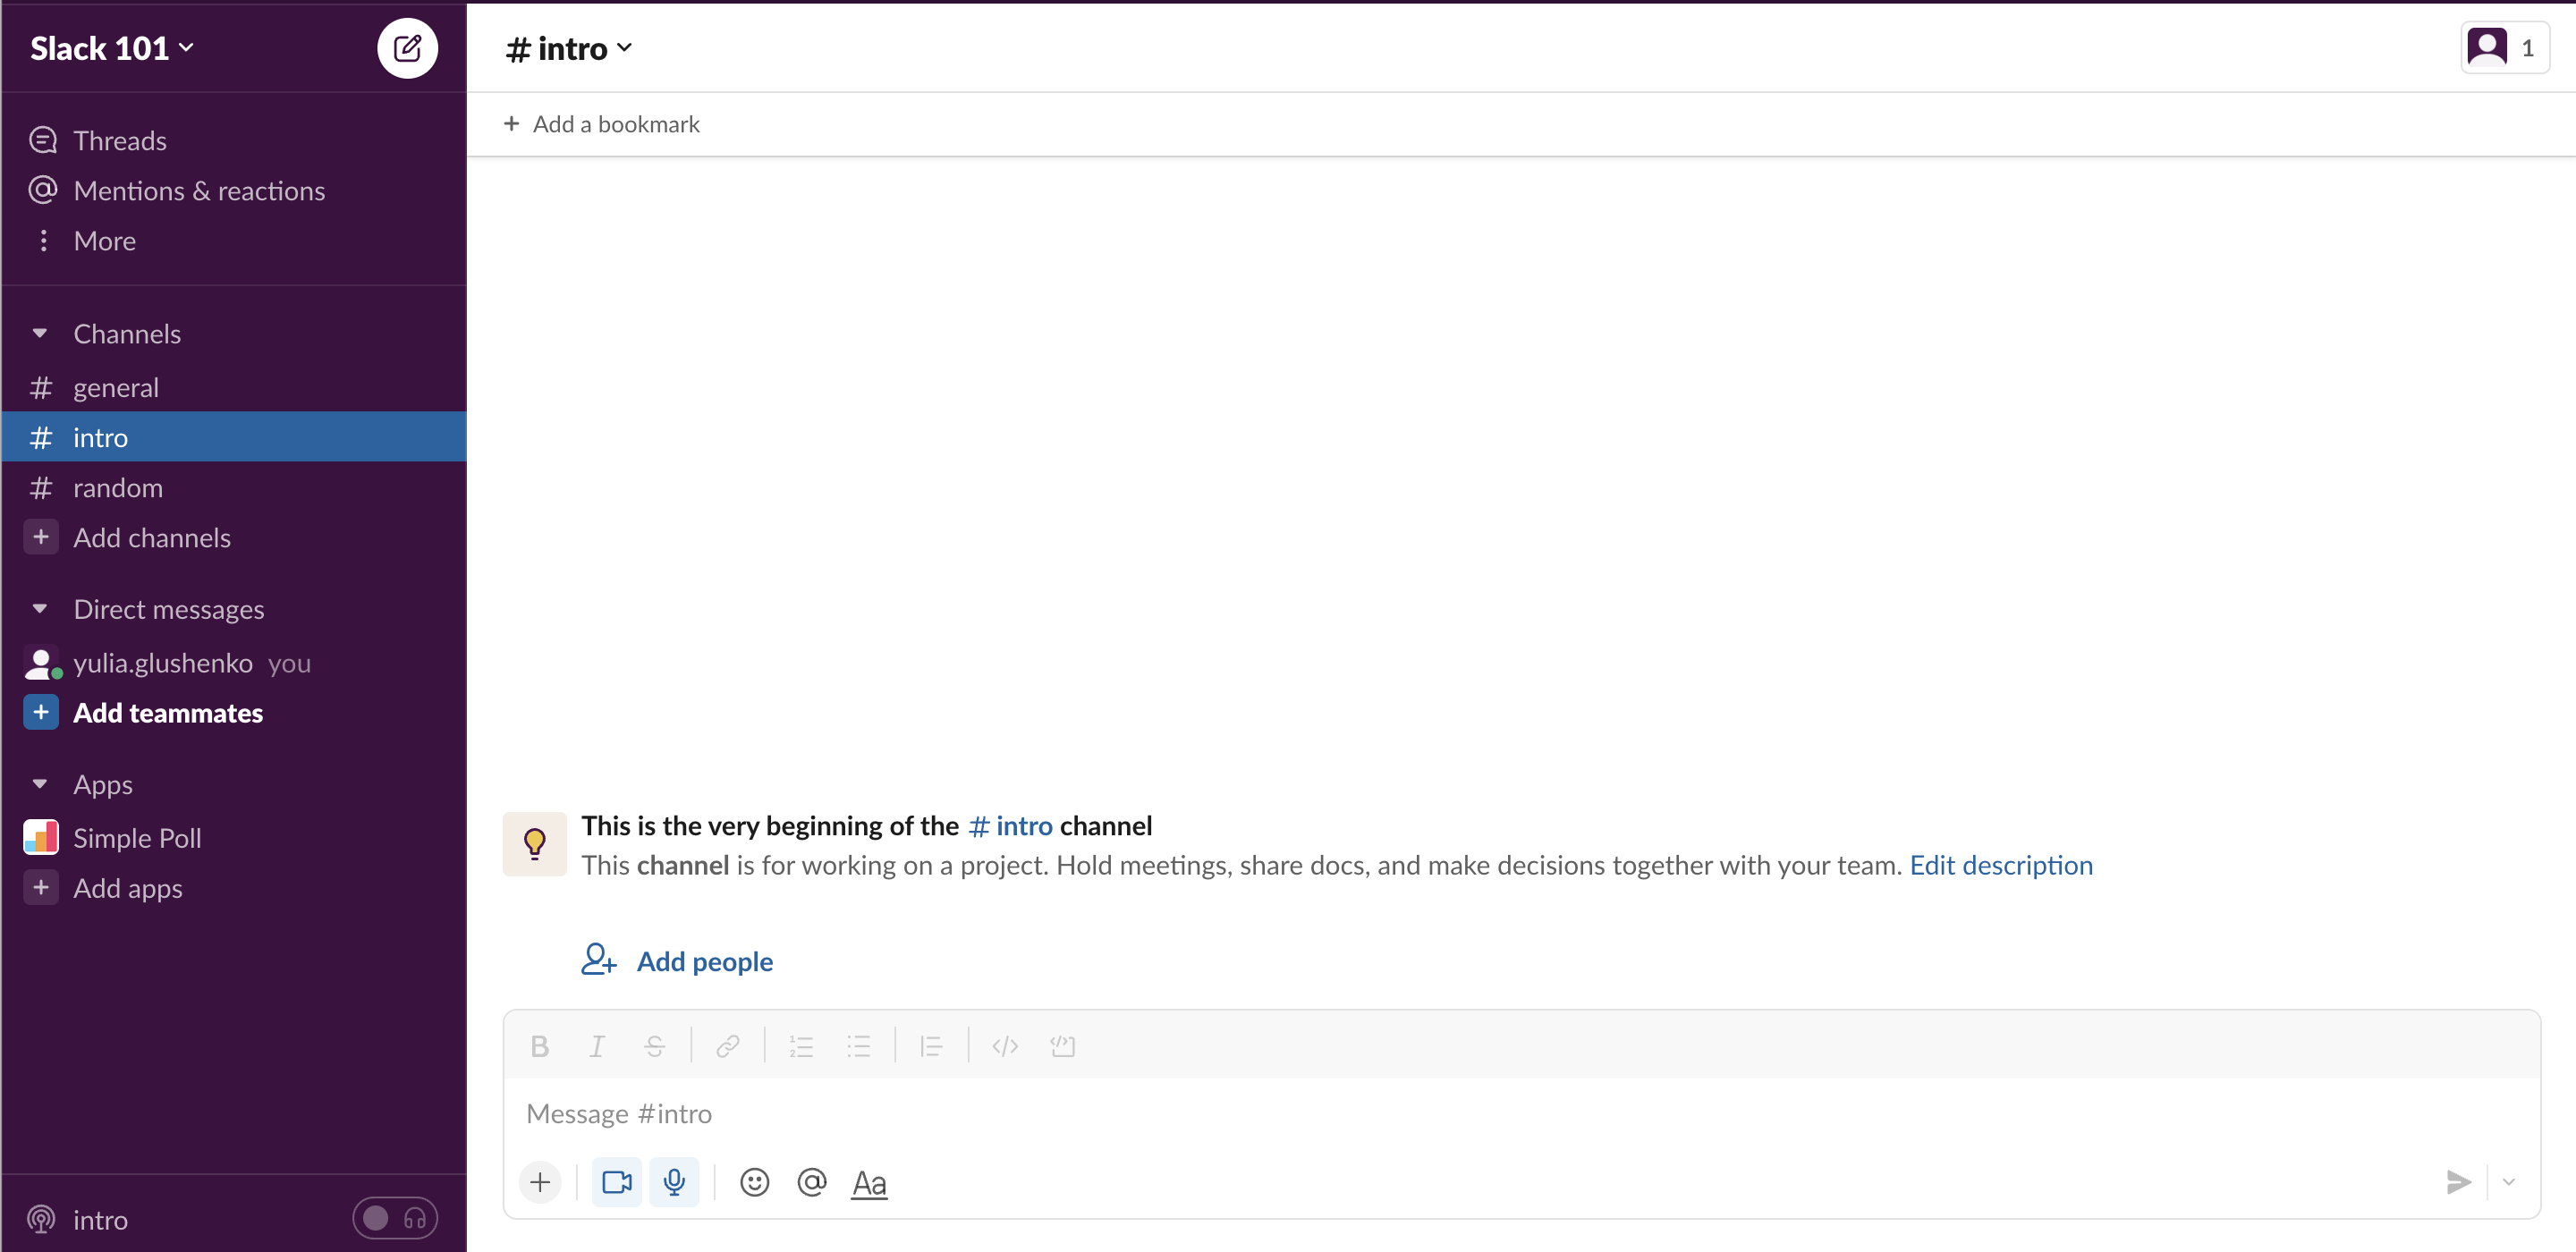 Slack 101
Threads
Mentions & reactions
More
Channels
# general
# intro
# random
+ Add channels
Direct messages
yulia.glushenko you
+ Add teammates
Apps
Simple Poll
+ Add apps
intro
# intro
1
+ Add a bookmark
This is the very beginning of the # intro channel
This channel is for working on a project. Hold meetings, share docs, and make decisions together with your team. Edit description
Add people
Message #intro
Aa